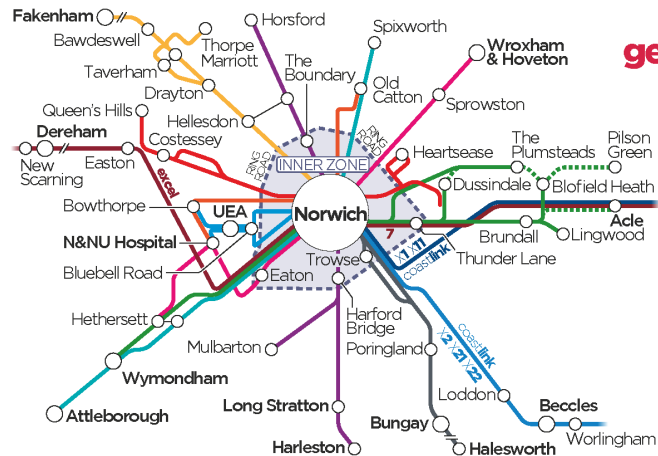 Fakenham
Bawdeswell
Taverham
Thorpe
Marriott
Drayton
Horsford
The
Boundary
Hellesdon
Spixworth
Old
Catton
Wroxham
& Hoveton
Sprowston
ge
Queen's Hills
Costessey
Dereham
New
Scarning
Easton
excel
RING
ROAD
RING
ROAD
INNER ZONE
Norwich
Heartsease
The
Plumsteads
Pilson
Green
Dussindale
Blofield Heath
Acle
Brundall
Lingwood
Thunder Lane
7
X1 X11
coastlink
Bowthorpe
UEA
N&NU Hospital
Bluebell Road
Eaton
Trowse
Hethersett
Wymondham
Attleborough
Mulbarton
Harford
Bridge
Poringland
Long Stratton
Harleston
Bungay
Halesworth
coastlink
X2 X21 X22
Loddon
Beccles
Worlingham